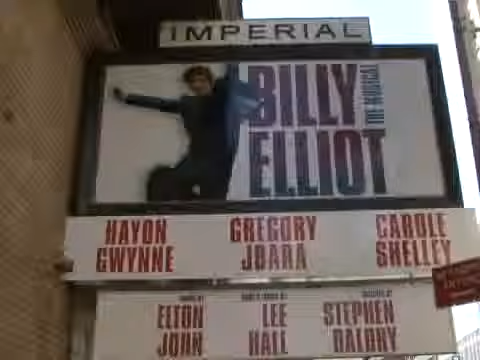 IMPERIAL
BILLY
ELLIOT
THE MUSICAL
HAYDN GREGORY CAROLE
GWYNNE JBARA SHELLEY
ELTON LEE STEPHEN
JOHN HALL DALDRY